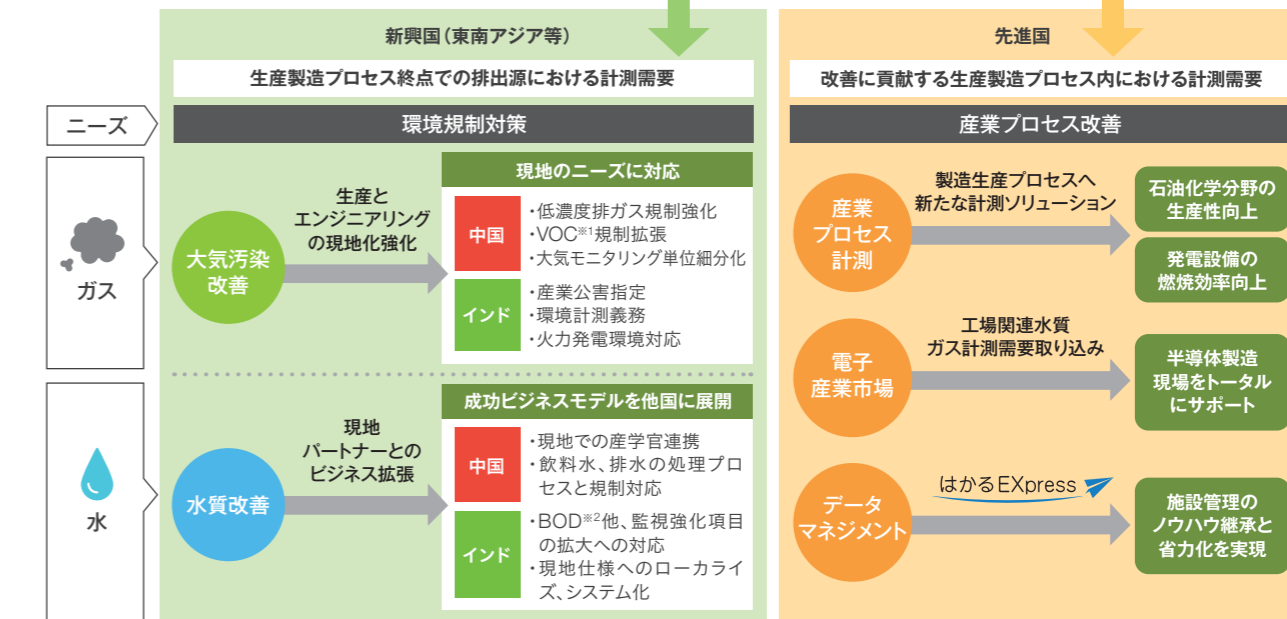 新興国（東南アジア等）
生産製造プロセス終点での排出源における計測需要
先進国
改善に貢献する生産製造プロセス内における計測需要
ニーズ
環境規制対策
産業プロセス改善
ガス
大気汚染
改善
生産と
エンジニアリング
の現地化強化
現地のニーズに対応
中国
・低濃度排ガス規制強化
・VOC※1規制拡張
・大気モニタリング単位細分化
インド
・産業公害指定
・環境計測義務
・火力発電環境対応
水
水質改善
現地
パートナーとの
ビジネス拡張
成功ビジネスモデルを他国に展開
中国
・現地での産学官連携
・飲料水、排水の処理プロ
セスと規制対応
インド
・BOD※2他、監視強化項目
の拡大への対応
・現地仕様へのローカライ
ズ、システム化
産業
プロセス
計測
製造生産プロセスへ
新たな計測ソリューション
石油化学分野の
生産性向上
発電設備の
燃焼効率向上
電子
産業市場
工場関連水質
ガス計測需要取り込み
半導体製造
現場をトータル
にサポート
データ
マネジメント
はかるEXpress
施設管理の
ノウハウ継承と
省力化を実現